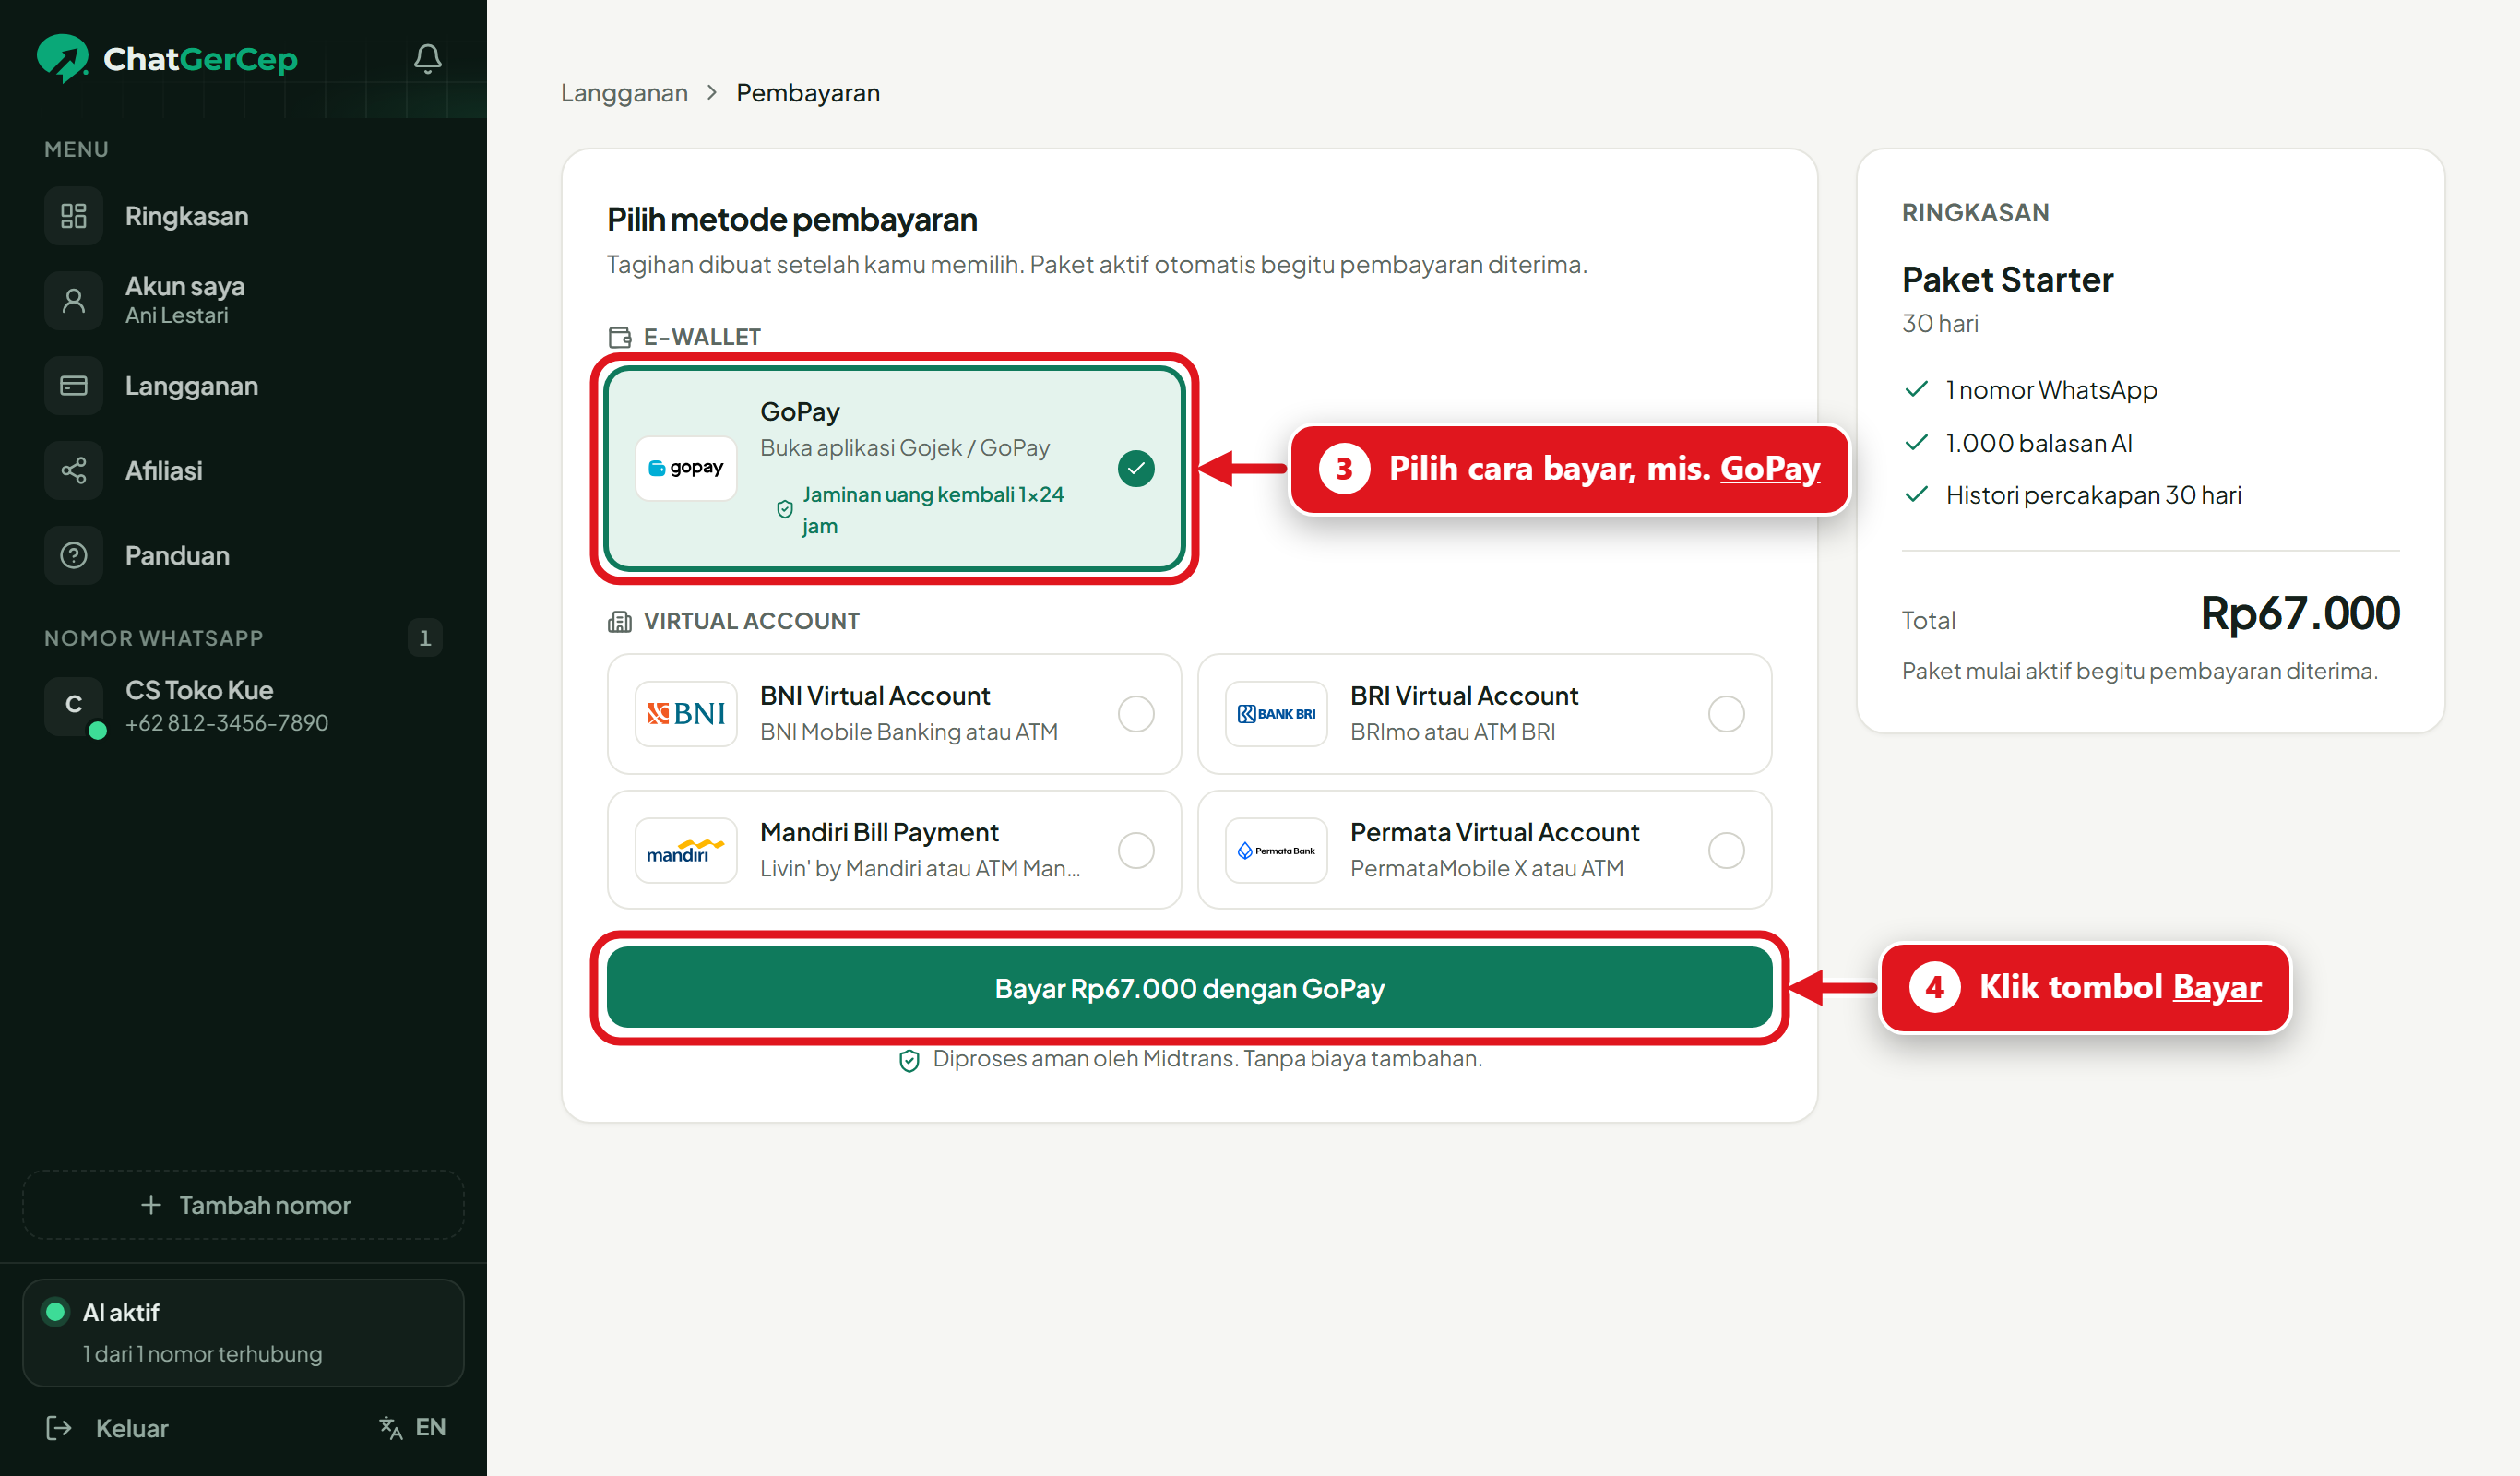 ChatGerCep
MENU
Ringkasan
Akun saya
Ani Lestari
Langganan
Afiliasi
Panduan
NOMOR WHATSAPP 1
C
CS Toko Kue
+62 812-3456-7890
Tambah nomor
AI aktif
1 dari 1 nomor terhubung
Keluar
EN
Langganan > Pembayaran
Pilih metode pembayaran
Tagihan dibuat setelah kamu memilih. Paket aktif otomatis begitu pembayaran diterima.
E-WALLET
gopay
GoPay
Buka aplikasi Gojek / GoPay
Jaminan uang kembali 1×24
jam
3 Pilih cara bayar, mis. GoPay
VIRTUAL ACCOUNT
BNI
BNI Virtual Account
BNI Mobile Banking atau ATM
BANK BRI
BRI Virtual Account
BRImo atau ATM BRI
mandiri
Mandiri Bill Payment
Livin' by Mandiri atau ATM Man...
Permata Bank
Permata Virtual Account
PermataMobile X atau ATM
Bayar Rp67.000 dengan GoPay
4 Klik tombol Bayar
Diproses aman oleh Midtrans. Tanpa biaya tambahan.
RINGKASAN
Paket Starter
30 hari
1 nomor WhatsApp
1.000 balasan AI
Histori percakapan 30 hari
Total Rp67.000
Paket mulai aktif begitu pembayaran diterima.